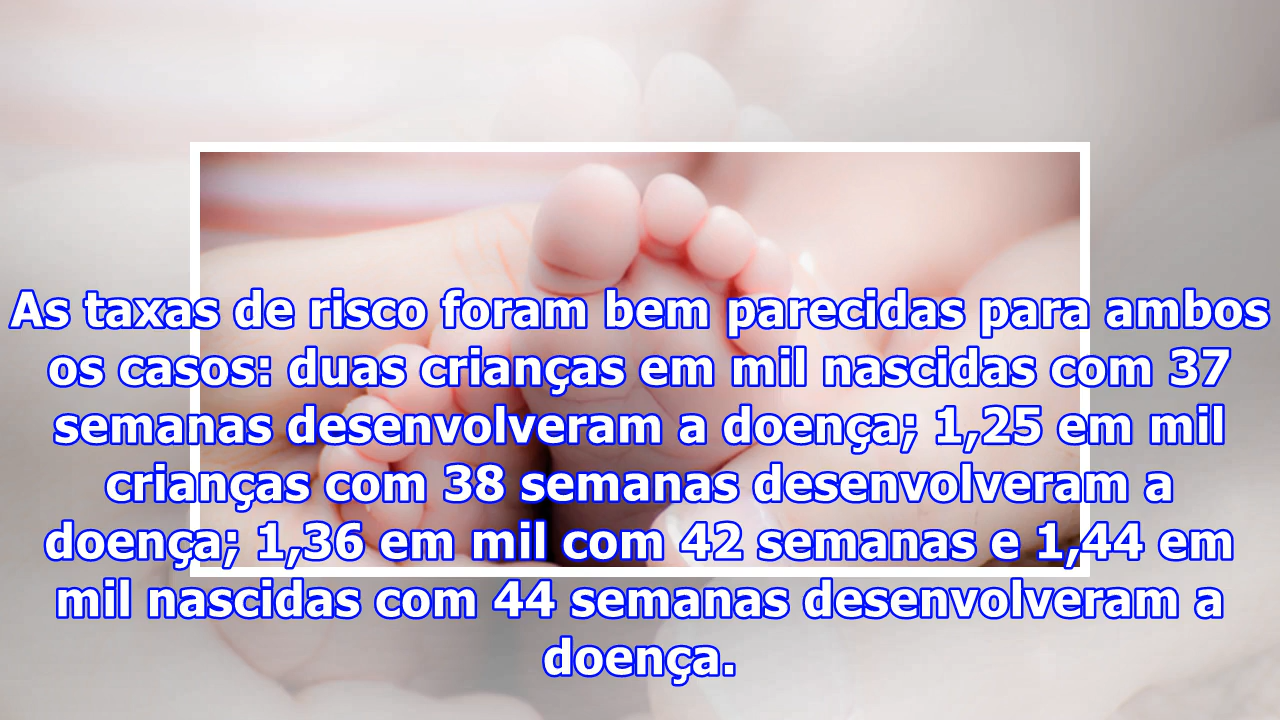 As taxas de risco foram bem parecidas para ambos
os casos: duas crianças em mil nascidas com 37
semanas desenvolveram a doença; 1,25 em mil
crianças com 38 semanas desenvolveram a
doença; 1,36 em mil com 42 semanas e 1,44 em
mil nascidas com 44 semanas desenvolveram a
doença.